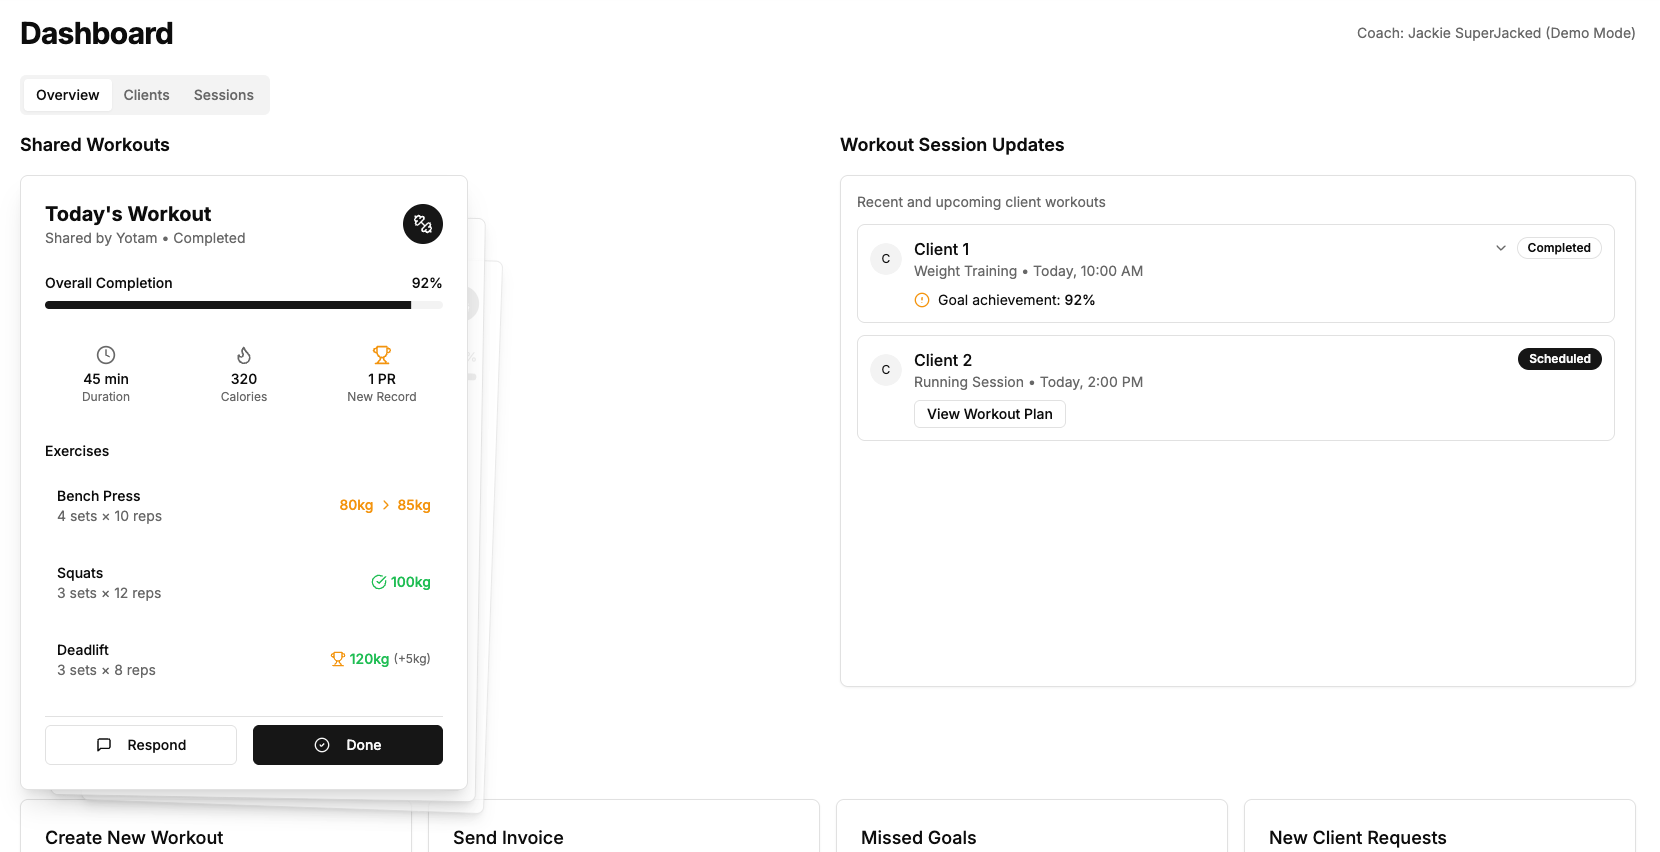 Dashboard
Coach: Jackie SuperJacked (Demo Mode)
Overview
Clients
Sessions
Shared Workouts
Today's Workout
Shared by Yotam • Completed
Overall Completion
92%
45 min
Duration
320
Calories
1 PR
New Record
Exercises
Bench Press
4 sets × 10 reps
80kg > 85kg
Squats
3 sets × 12 reps
100kg
Deadlift
3 sets × 8 reps
120kg (+5kg)
Respond
Done
%
Workout Session Updates
Recent and upcoming client workouts
C
Client 1
Weight Training • Today, 10:00 AM
Goal achievement: 92%
Completed
C
Client 2
Running Session • Today, 2:00 PM
View Workout Plan
Scheduled
Create New Workout
Send Invoice
Missed Goals
New Client Requests